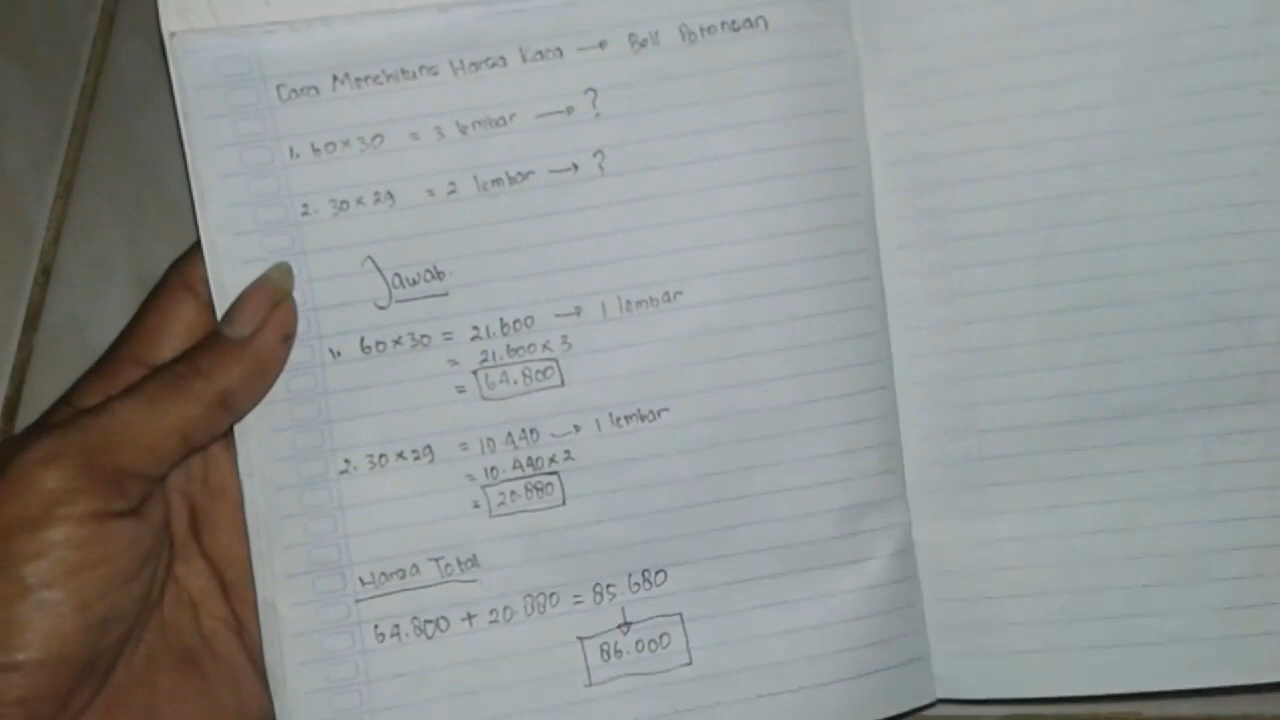 Cara Menghitung Harga Kaca → Beli Potongan
1. 60 × 30 = 3 lembar → ?
2. 30 × 29 = 2 lembar → ?
Jawab.
1. 60 × 30 = 21.600 → 1 lembar
= 21.600 × 3
= 64.800
2. 30 × 29 = 10.440 → 1 lembar
= 10.440 × 2
= 20.880
Harga Total
64.800 + 20.880 = 85.680
↓
86.000